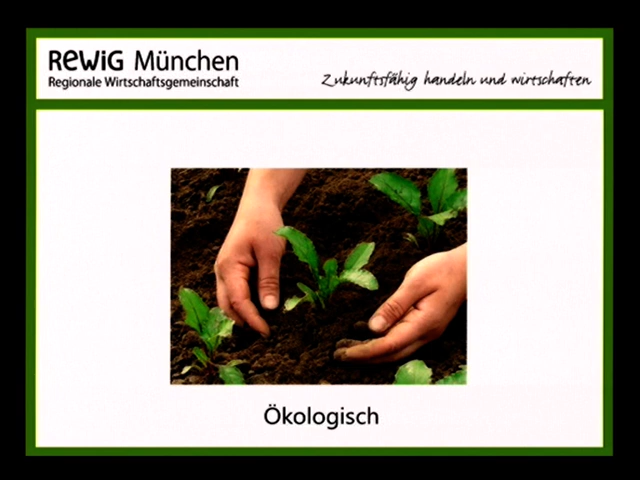 REWiG München
Regionale Wirtschaftsgemeinschaft
Zukunftsfähig handeln und wirtschaften
Ökologisch